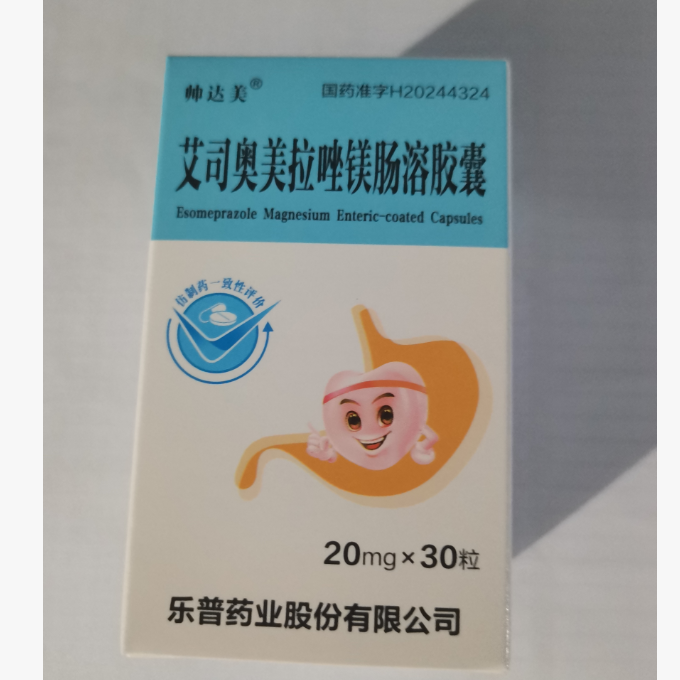 帅达美®
国药准字H20244324
艾司奥美拉唑镁肠溶胶囊
Esomeprazole Magnesium Enteric-coated Capsules
仿制药一致性评价
20mg×30粒
乐普药业股份有限公司